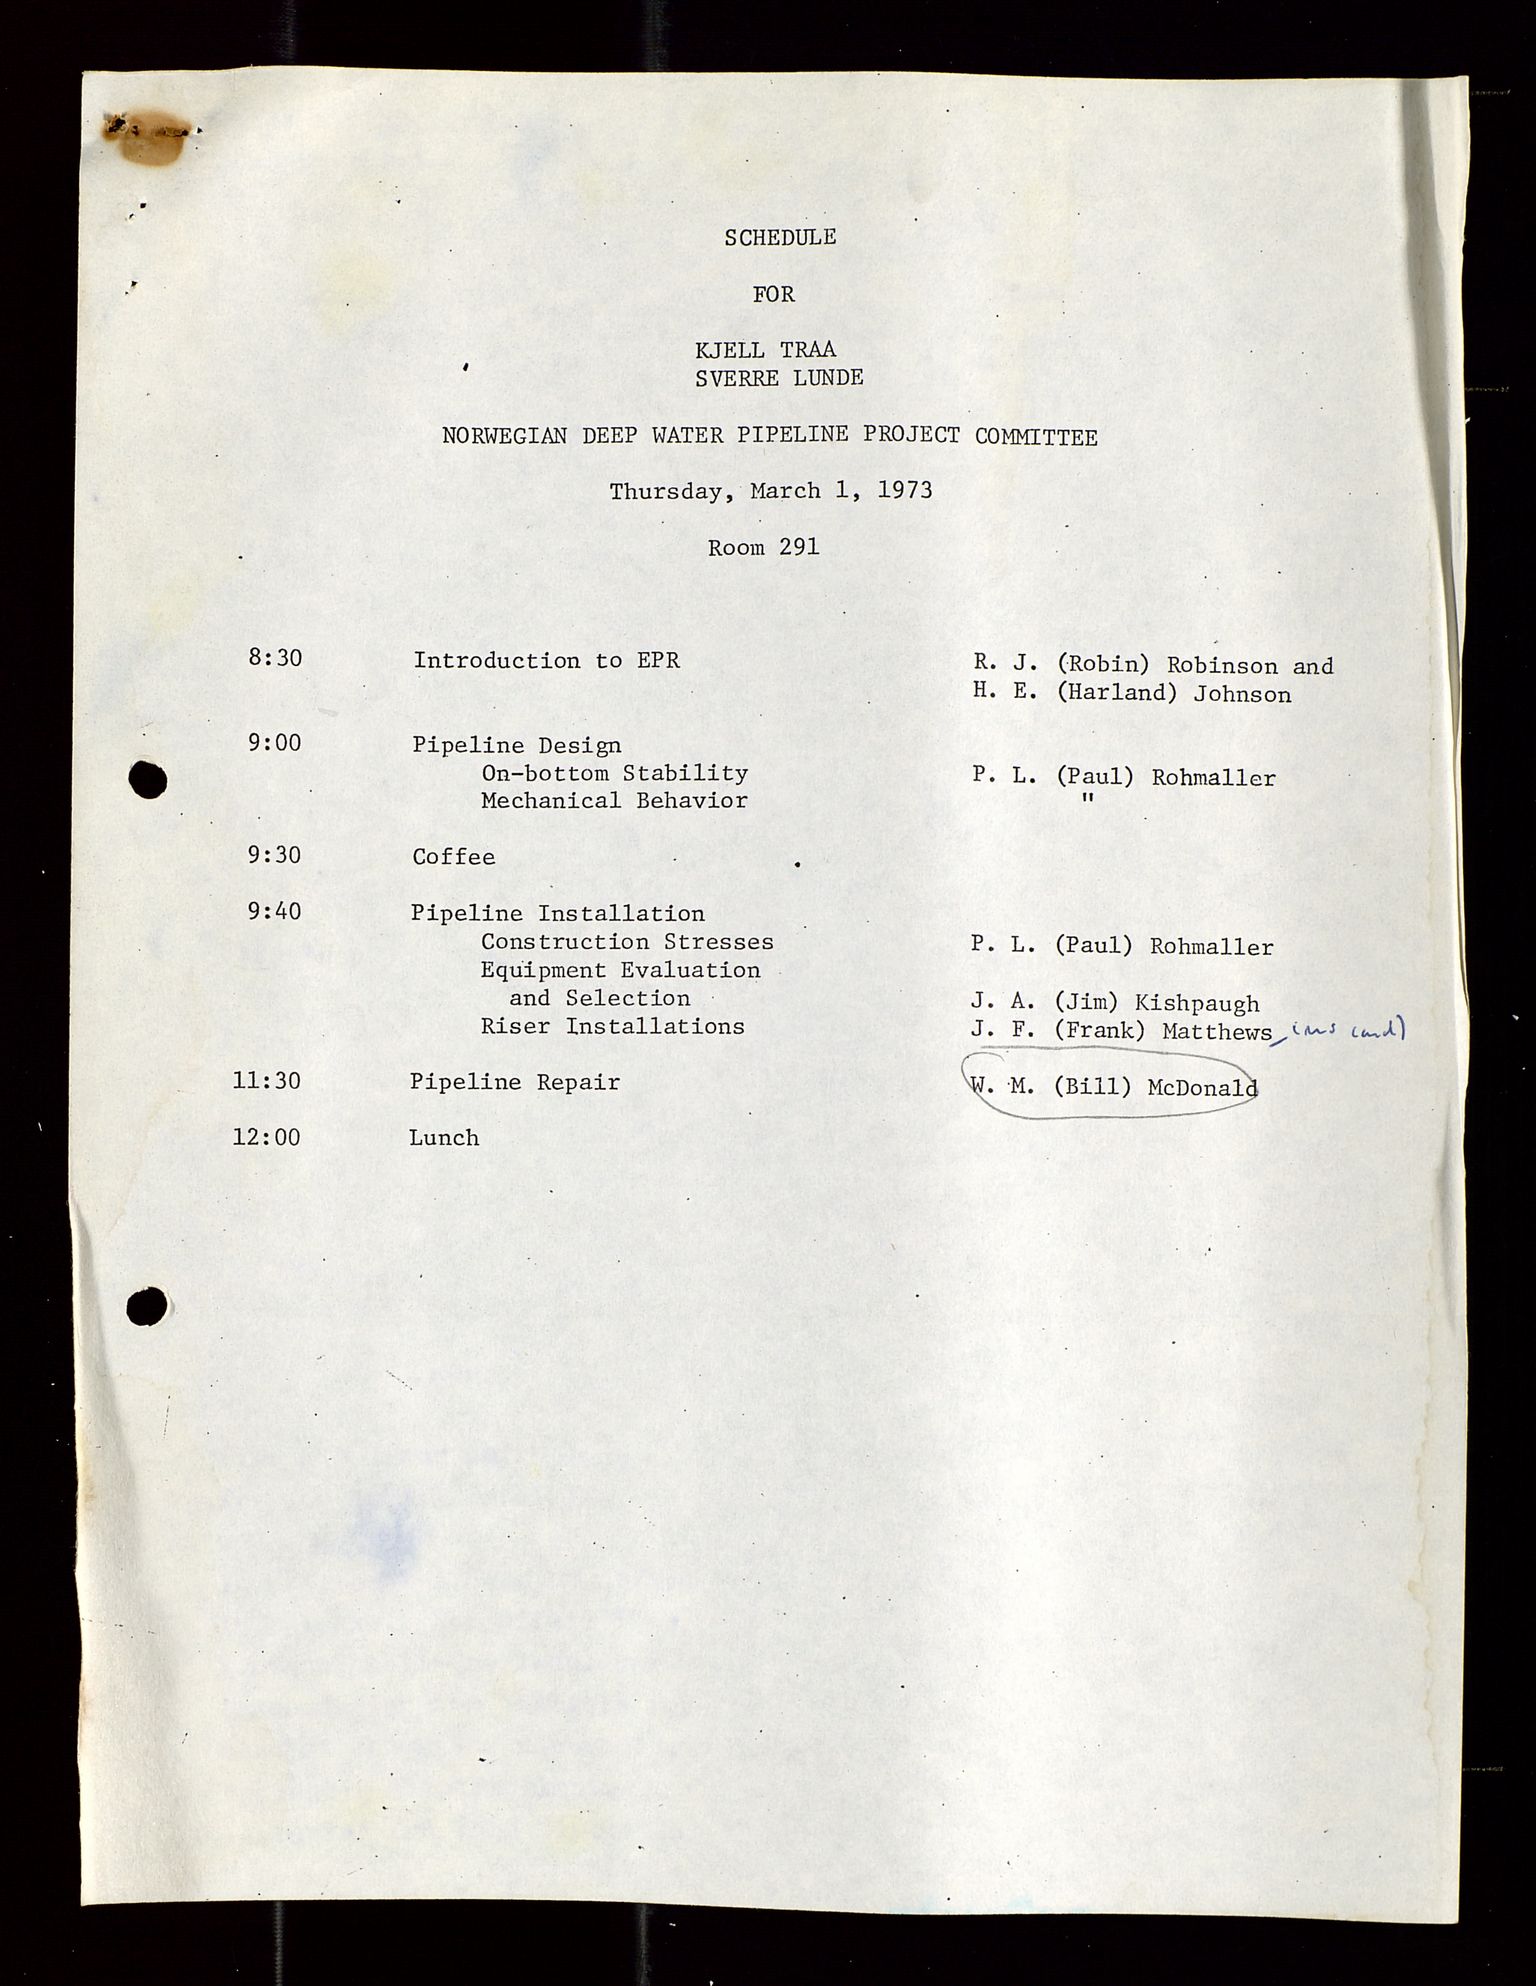 SCHEDULE
FOR
KJELL TRAA
SVERRE LUNDE
NORWEGIAN DEEP WATER PIPELINE PROJECT COMMITTEE
Thursday, March 1, 1973
Room 291
8:30 Introduction to EPR R. J. (Robin) Robinson and
H. E. (Harland) Johnson
9:00 Pipeline Design
On-bottom Stability P. L. (Paul) Rohmaller
Mechanical Behavior "
9:30 Coffee
9:40 Pipeline Installation
Construction Stresses P. L. (Paul) Rohmaller
Equipment Evaluation
and Selection J. A. (Jim) Kishpaugh
Riser Installations J. F. (Frank) Matthews
11:30 Pipeline Repair W. M. (Bill) McDonald
12:00 Lunch